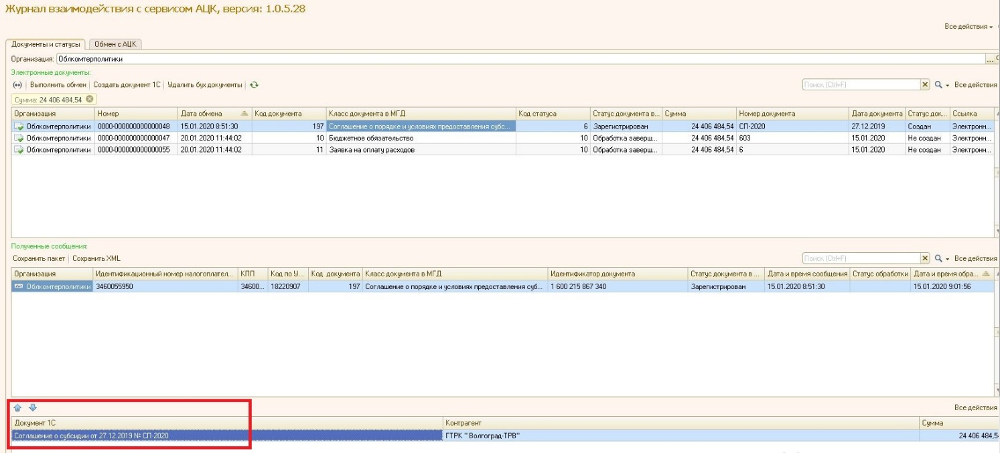 Журнал взаимодействия с сервисом АЦК, версия: 1.0.5.28
Все действия
Документы и статусы Обмен с АЦК
Организация: Облкомтерполитики ...
Электронные документы:
Выполнить обмен Создать документ 1С Удалить бух документы Поиск (Ctrl+F) Все действия
Сумма: 24 406 484,54
Организация Номер Дата обмена Код документа Класс документа в МГД Код статуса Статус документа в... Сумма Номер документа Дата документа Статус док... Ссылка
Облкомтерполитики 0000-000000000000048 15.01.2020 8:51:30 197 Соглашение о порядке и условиях предоставления субс... 6 Зарегистрирован 24 406 484,54 СП-2020 27.12.2019 Создан Электронн...
Облкомтерполитики 0000-000000000000047 20.01.2020 11:44:02 10 Бюджетное обязательство 10 Обработка заверш... 24 406 484,54 603 15.01.2020 Не создан Электронн...
Облкомтерполитики 0000-000000000000055 20.01.2020 11:44:02 11 Заявка на оплату расходов 10 Обработка заверш... 24 406 484,54 6 15.01.2020 Не создан Электронн...
Полученные сообщения:
Сохранить пакет Сохранить XML Поиск (Ctrl+F) Все действия
Организация Идентификационный номер налогоплател... КПП Код по У... Код документа Класс документа в МГД Идентификатор документа Статус документа в ... Дата и время сообщения Статус обработки Дата и время обра...
Облкомтерполитики 3460055950 34600... 18220907 197 Соглашение о порядке и условиях предоставления суб... 1 600 215 867 340 Зарегистрирован 15.01.2020 8:51:30 15.01.2020 9:01:56
Все действия
Документ 1С Контрагент Сумма
Соглашение о субсидии от 27.12.2019 № СП-2020 ГТРК "Волгоград-ТРВ" 24 406 484,5